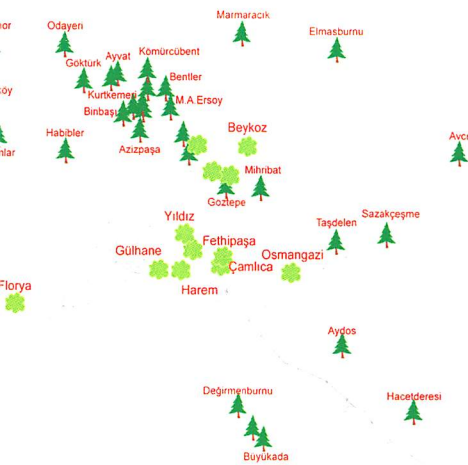 Marmaracık
Odayeri
Elmasburnu
Kömürcübent
Ayvat
Göktürk
Bentler
Kurtkemeri
M.A.Ersoy
Binbaşı
Beykoz
Habibler
Azizpaşa
Mihribat
Göztepe
Yıldız
Sazakçeşme
Taşdelen
Fethipaşa
Gülhane
Osmangazi
Çamlıca
Florya
Harem
Aydos
Değirmenburnu
Hacetderesi
Büyükada